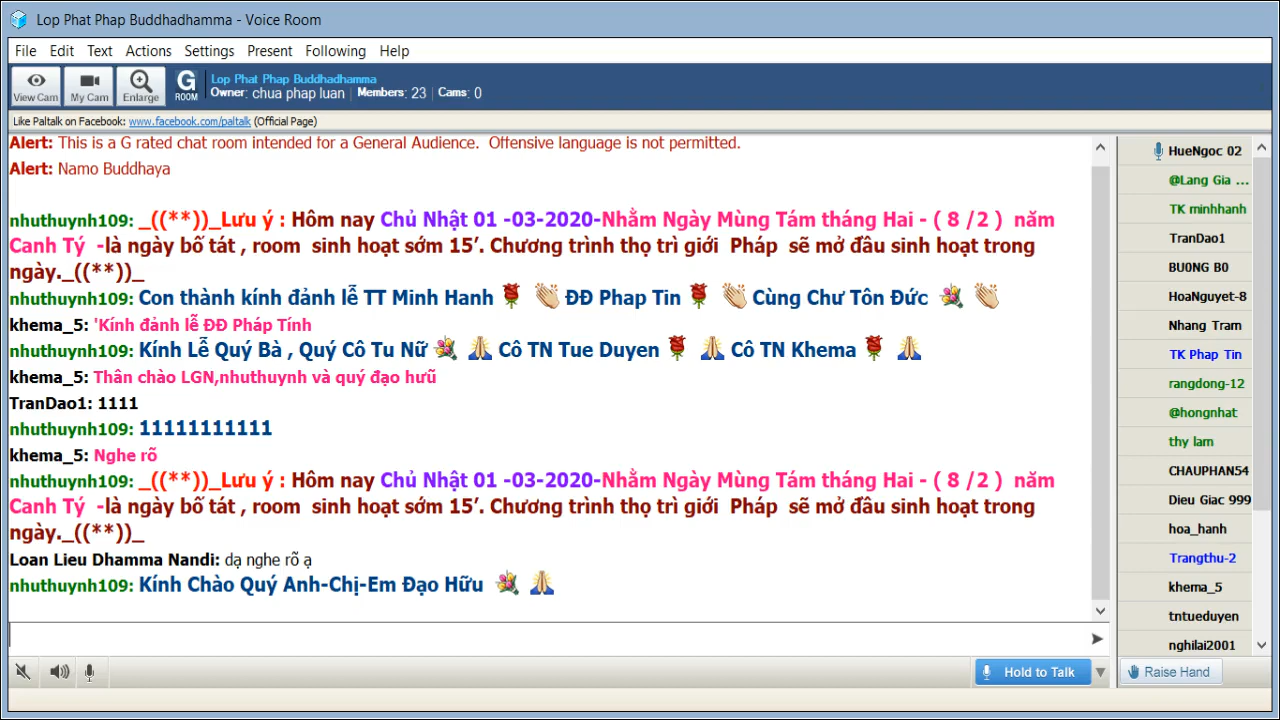 Lop Phat Phap Buddhadhamma - Voice Room
File Edit Text Actions Settings Present Following Help
View Cam My Cam Enlarge G ROOM
Lop Phat Phap Buddhadhamma
Owner: chua phap luan Members: 23 Cams: 0
Like Paltalk on Facebook: www.facebook.com/paltalk (Official Page)
Alert: This is a G rated chat room intended for a General Audience. Offensive language is not permitted.
Alert: Namo Buddhaya
nhuthuynh109: _((**))_Lưu ý : Hôm nay Chủ Nhật 01 -03-2020-Nhằm Ngày Mùng Tám tháng Hai - ( 8 /2 ) năm
Canh Tý -là ngày bố tát , room sinh hoạt sớm 15’. Chương trình thọ trì giới Pháp sẽ mở đầu sinh hoạt trong
ngày._((**))_
nhuthuynh109: Con thành kính đảnh lễ TT Minh Hanh 🌹 👏 ĐĐ Phap Tin 🌹 👏 Cùng Chư Tôn Đức 💐 👏
khema_5: 'Kính đảnh lễ ĐĐ Pháp Tính
nhuthuynh109: Kính Lễ Quý Bà , Quý Cô Tu Nữ 💐 🙏 Cô TN Tue Duyen 🌹 🙏 Cô TN Khema 🌹 🙏
khema_5: Thân chào LGN,nhuthuynh và quý đạo hưũ
TranDao1: 1111
nhuthuynh109: 11111111111
khema_5: Nghe rõ
nhuthuynh109: _((**))_Lưu ý : Hôm nay Chủ Nhật 01 -03-2020-Nhằm Ngày Mùng Tám tháng Hai - ( 8 /2 ) năm
Canh Tý -là ngày bố tát , room sinh hoạt sớm 15’. Chương trình thọ trì giới Pháp sẽ mở đầu sinh hoạt trong
ngày._((**))_
Loan Lieu Dhamma Nandi: dạ nghe rõ ạ
nhuthuynh109: Kính Chào Quý Anh-Chị-Em Đạo Hữu 💐 🙏
HueNgoc 02
@Lang Gia ...
TK minhhanh
TranDao1
BU0NG B0
HoaNguyet-8
Nhang Tram
TK Phap Tin
rangdong-12
@hongnhat
thy lam
CHAUPHAN54
Dieu Giac 999
hoa_hanh
Trangthu-2
khema_5
tntueduyen
nghilai2001
Hold to Talk
Raise Hand